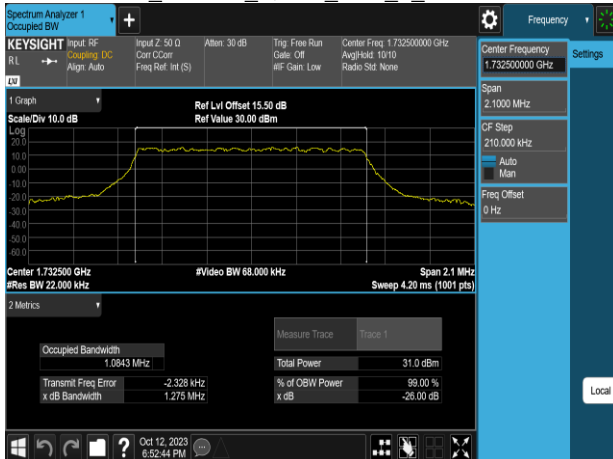 Spectrum Analyzer 1
Occupied BW
+
Frequency
KEYSIGHT
RL
Input: RF
Coupling: DC
Align: Auto
Input Z: 50 Ω
Corr CCorr
Freq Ref: Int (S)
Atten: 30 dB
Trig: Free Run
Gate: Off
#IF Gain: Low
Center Freq: 1.732500000 GHz
Avg|Hold: 10/10
Radio Std: None
LXI
Center Frequency
1.732500000 GHz
Settings
Span
2.1000 MHz
CF Step
210.000 kHz
Auto
Man
Freq Offset
0 Hz
1 Graph
Scale/Div 10.0 dB
Ref Lvl Offset 15.50 dB
Ref Value 30.00 dBm
Log
20.0
10.0
0.00
-10.0
-20.0
-30.0
-40.0
-50.0
-60.0
Center 1.732500 GHz
#Res BW 22.000 kHz
#Video BW 68.000 kHz
Span 2.1 MHz
Sweep 4.20 ms (1001 pts)
2 Metrics
Measure Trace
Trace 1
Occupied Bandwidth
1.0843 MHz
Total Power
31.0 dBm
Transmit Freq Error
-2.328 kHz
% of OBW Power
99.00 %
x dB Bandwidth
1.275 MHz
x dB
-26.00 dB
Local
?
Oct 12, 2023
6:52:44 PM